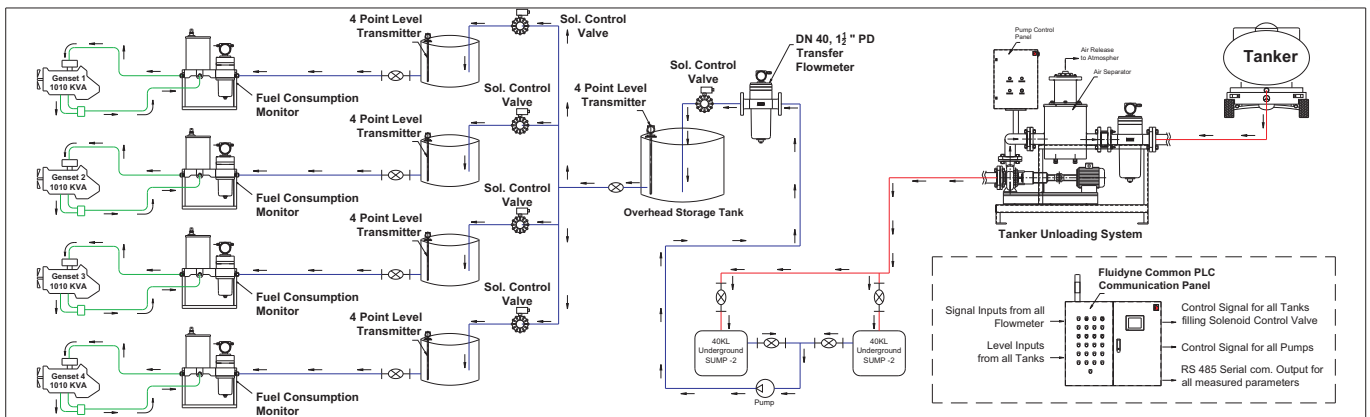 4 Point Level
Transmitter
Sol. Control
Valve
Genset 1
1010 KVA
Fuel Consumption
Monitor
4 Point Level
Transmitter
Sol. Control
Valve
Genset 2
1010 KVA
Fuel Consumption
Monitor
4 Point Level
Transmitter
Sol. Control
Valve
Genset 3
1010 KVA
Fuel Consumption
Monitor
4 Point Level
Transmitter
Sol. Control
Valve
Genset 4
1010 KVA
Fuel Consumption
Monitor
4 Point Level
Transmitter
Sol. Control
Valve
DN 40, 1½ " PD
Transfer
Flowmeter
Overhead Storage Tank
Pump Control
Panel
Air Release
to Atmospher
Air Separator
Tanker
Tanker Unloading System
40KL
Underground
SUMP -2
40KL
Underground
SUMP -2
Pump
Fluidyne Common PLC
Communication Panel
Signal Inputs from all
Flowmeter
Level Inputs
from all Tanks
Control Signal for all Tanks
filling Solenoid Control Valve
Control Signal for all Pumps
RS 485 Serial com. Output for
all measured parameters